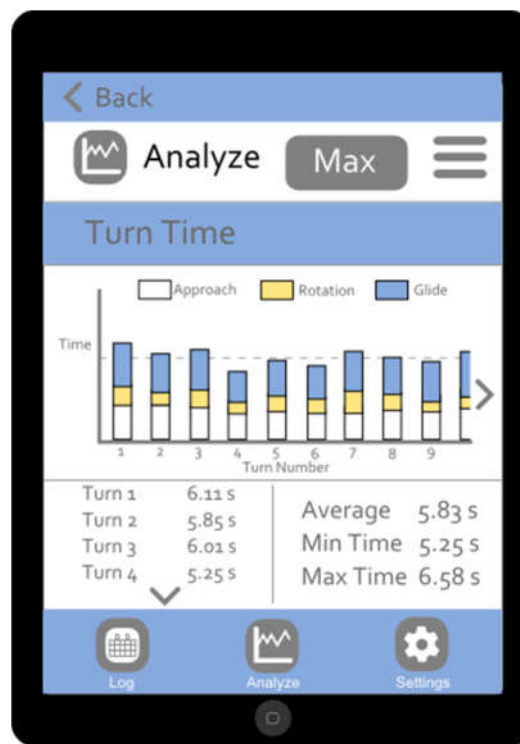 Back
Analyze Max
Turn Time
Approach Rotation Glide
Time
1 2 3 4 5 6 7 8 9
Turn Number
Turn 1 6.11 s
Turn 2 5.85 s
Turn 3 6.01 s
Turn 4 5.25 s
Average 5.83 s
Min Time 5.25 s
Max Time 6.58 s
Log Analyze Settings